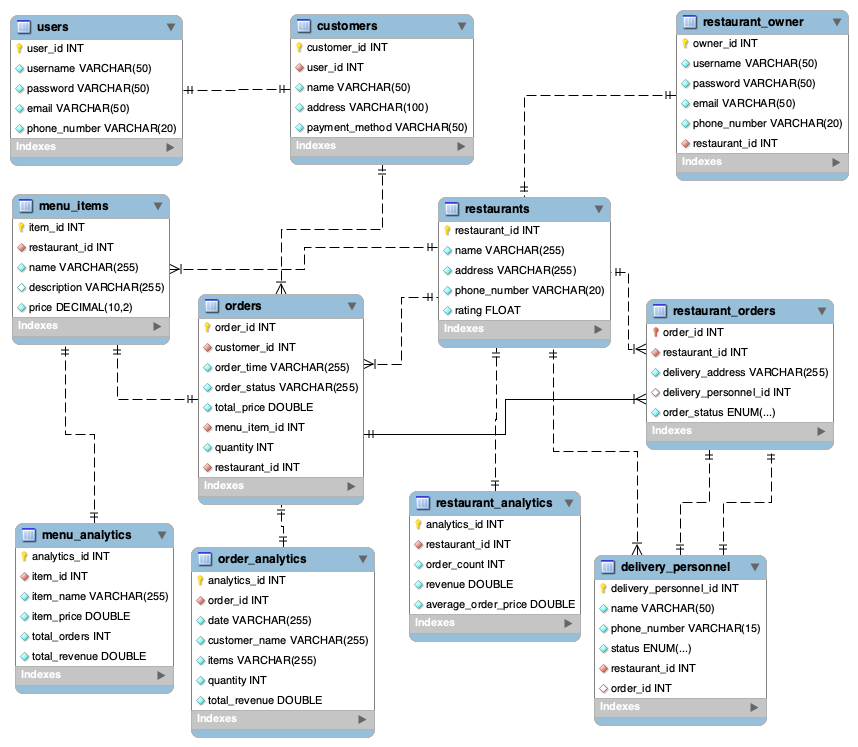 users
user_id INT
username VARCHAR(50)
password VARCHAR(50)
email VARCHAR(50)
phone_number VARCHAR(20)
Indexes
customers
customer_id INT
user_id INT
name VARCHAR(50)
address VARCHAR(100)
payment_method VARCHAR(50)
Indexes
restaurant_owner
owner_id INT
username VARCHAR(50)
password VARCHAR(50)
email VARCHAR(50)
phone_number VARCHAR(20)
restaurant_id INT
Indexes
menu_items
item_id INT
restaurant_id INT
name VARCHAR(255)
description VARCHAR(255)
price DECIMAL(10,2)
Indexes
restaurants
restaurant_id INT
name VARCHAR(255)
address VARCHAR(255)
phone_number VARCHAR(20)
rating FLOAT
Indexes
orders
order_id INT
customer_id INT
order_time VARCHAR(255)
order_status VARCHAR(255)
total_price DOUBLE
menu_item_id INT
quantity INT
restaurant_id INT
Indexes
restaurant_orders
order_id INT
restaurant_id INT
delivery_address VARCHAR(255)
delivery_personnel_id INT
order_status ENUM(...)
Indexes
menu_analytics
analytics_id INT
item_id INT
item_name VARCHAR(255)
item_price DOUBLE
total_orders INT
total_revenue DOUBLE
Indexes
order_analytics
analytics_id INT
order_id INT
date VARCHAR(255)
customer_name VARCHAR(255)
items VARCHAR(255)
quantity INT
total_revenue DOUBLE
Indexes
restaurant_analytics
analytics_id INT
restaurant_id INT
order_count INT
revenue DOUBLE
average_order_price DOUBLE
Indexes
delivery_personnel
delivery_personnel_id INT
name VARCHAR(50)
phone_number VARCHAR(15)
status ENUM(...)
restaurant_id INT
order_id INT
Indexes